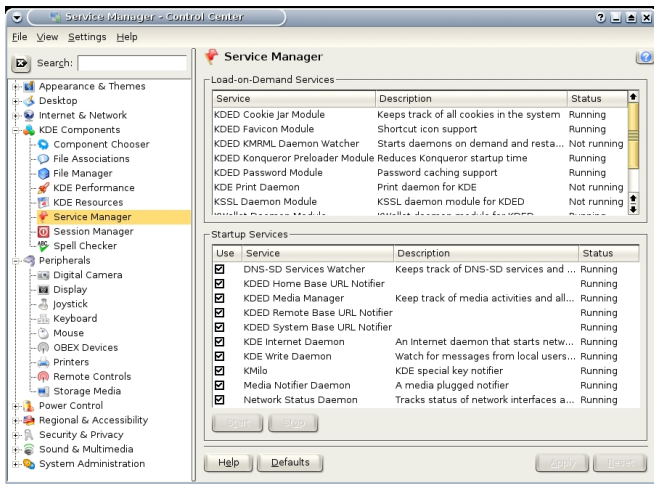 Service Manager - Control Center
File View Settings Help
Search:
Appearance & Themes
Desktop
Internet & Network
KDE Components
Component Chooser
File Associations
File Manager
KDE Performance
KDE Resources
Service Manager
Session Manager
Spell Checker
Peripherals
Digital Camera
Display
Joystick
Keyboard
Mouse
OBEX Devices
Printers
Remote Controls
Storage Media
Power Control
Regional & Accessibility
Security & Privacy
Sound & Multimedia
System Administration
Service Manager
Load-on-Demand Services
Service Description Status
KDED Cookie Jar Module Keeps track of all cookies in the system Running
KDED Favicon Module Shortcut icon support Running
KDED KMRML Daemon Watcher Starts daemons on demand and resta... Not running
KDED Konqueror Preloader Module Reduces Konqueror startup time Running
KDED Password Module Password caching support Running
KDE Print Daemon Print daemon for KDE Not running
KSSL Daemon Module KSSL daemon module for KDED Not running
KWallet Daemon Module KWallet daemon module for KDED Running
Startup Services
Use Service Description Status
DNS-SD Services Watcher Keeps track of DNS-SD services and ... Running
KDED Home Base URL Notifier Running
KDED Media Manager Keep track of media activities and all... Running
KDED Remote Base URL Notifier Running
KDED System Base URL Notifier Running
KDE Internet Daemon An Internet daemon that starts netw... Running
KDE Write Daemon Watch for messages from local users... Running
KMilo KDE special key notifier Running
Media Notifier Daemon A media plugged notifier Running
Network Status Daemon Tracks status of network interfaces a... Running
Start Stop
Help Defaults Apply Reset